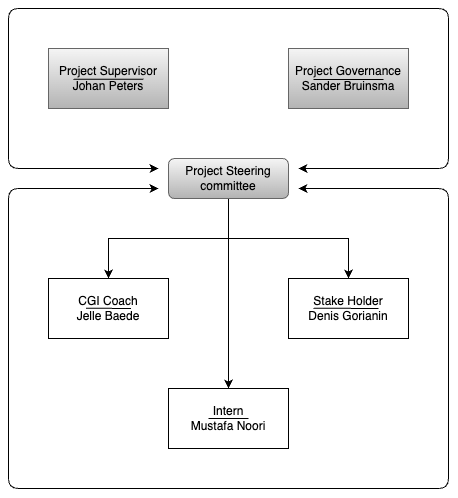 Project Supervisor
Johan Peters
Project Governance
Sander Bruinsma
Project Steering
committee
CGI Coach
Jelle Baede
Stake Holder
Denis Gorianin
Intern
Mustafa Noori